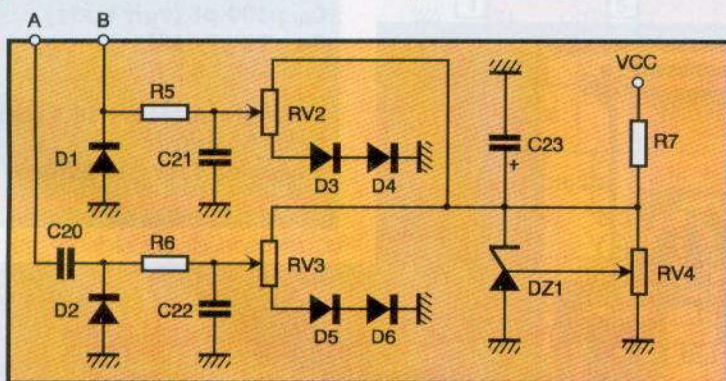 A B
VCC
R5
RV2
C23
R7
D1
C21
+
D3 D4
C20
R6
RV3
RV4
DZ1
D2
C22
D5 D6